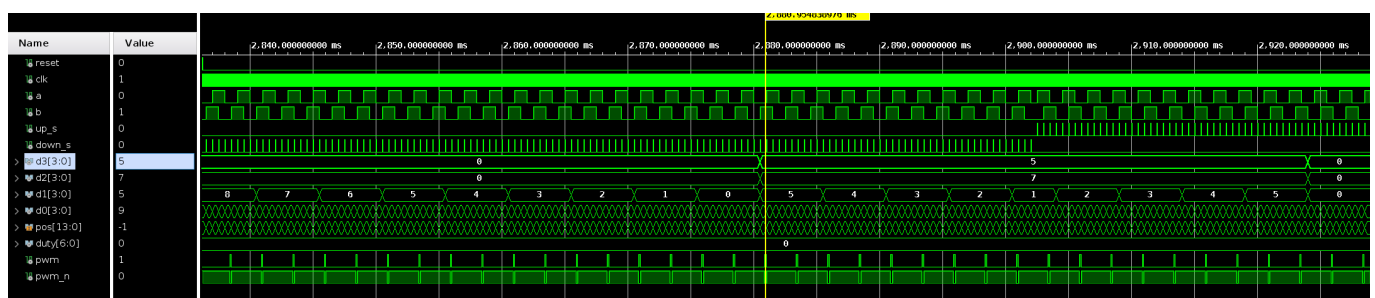 2,880.954838976 ms
Name Value 2,840.000000000 ms 2,850.000000000 ms 2,860.000000000 ms 2,870.000000000 ms 2,880.000000000 ms 2,890.000000000 ms 2,900.000000000 ms 2,910.000000000 ms 2,920.000000000 ms
reset 0
clk 1
a 0
b 1
up_s 0
down_s 0
d3[3:0] 5 0 5 0
d2[3:0] 7 0 7 0
d1[3:0] 5 8 7 6 5 4 3 2 1 0 5 4 3 2 1 2 3 4 5 0
d0[3:0] 9
pos[13:0] -1
duty[6:0] 0 0
pwm 1
pwm_n 0